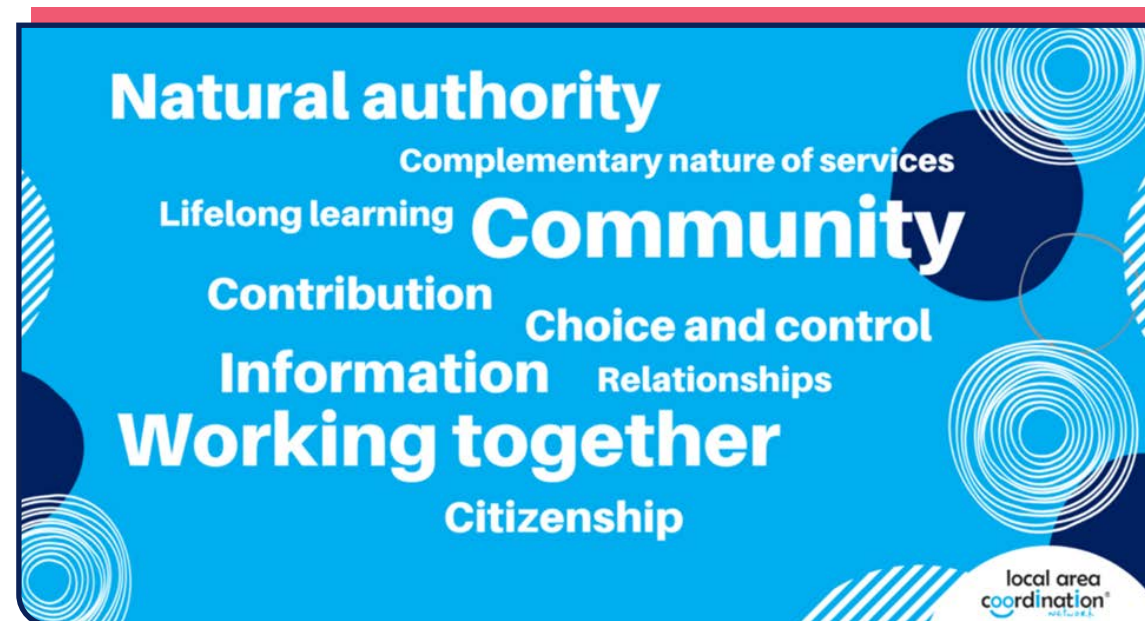 Natural authority
Complementary nature of services
Lifelong learning
Community
Contribution
Choice and control
Information
Relationships
Working together
Citizenship
local area
coordination®
network